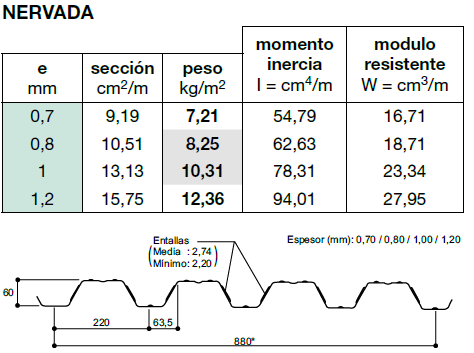 NERVADA
momento modulo
e sección peso inercia resistente
mm cm2/m kg/m2 I = cm4/m W = cm3/m
0,7 9,19 7,21 54,79 16,71
0,8 10,51 8,25 62,63 18,71
1 13,13 10,31 78,31 23,34
1,2 15,75 12,36 94,01 27,95
Entallas
(Media : 2,74)
(Minimo: 2,20)
Espesor (mm): 0,70 / 0,80 / 1,00 / 1,20
60
220 63,5
880*